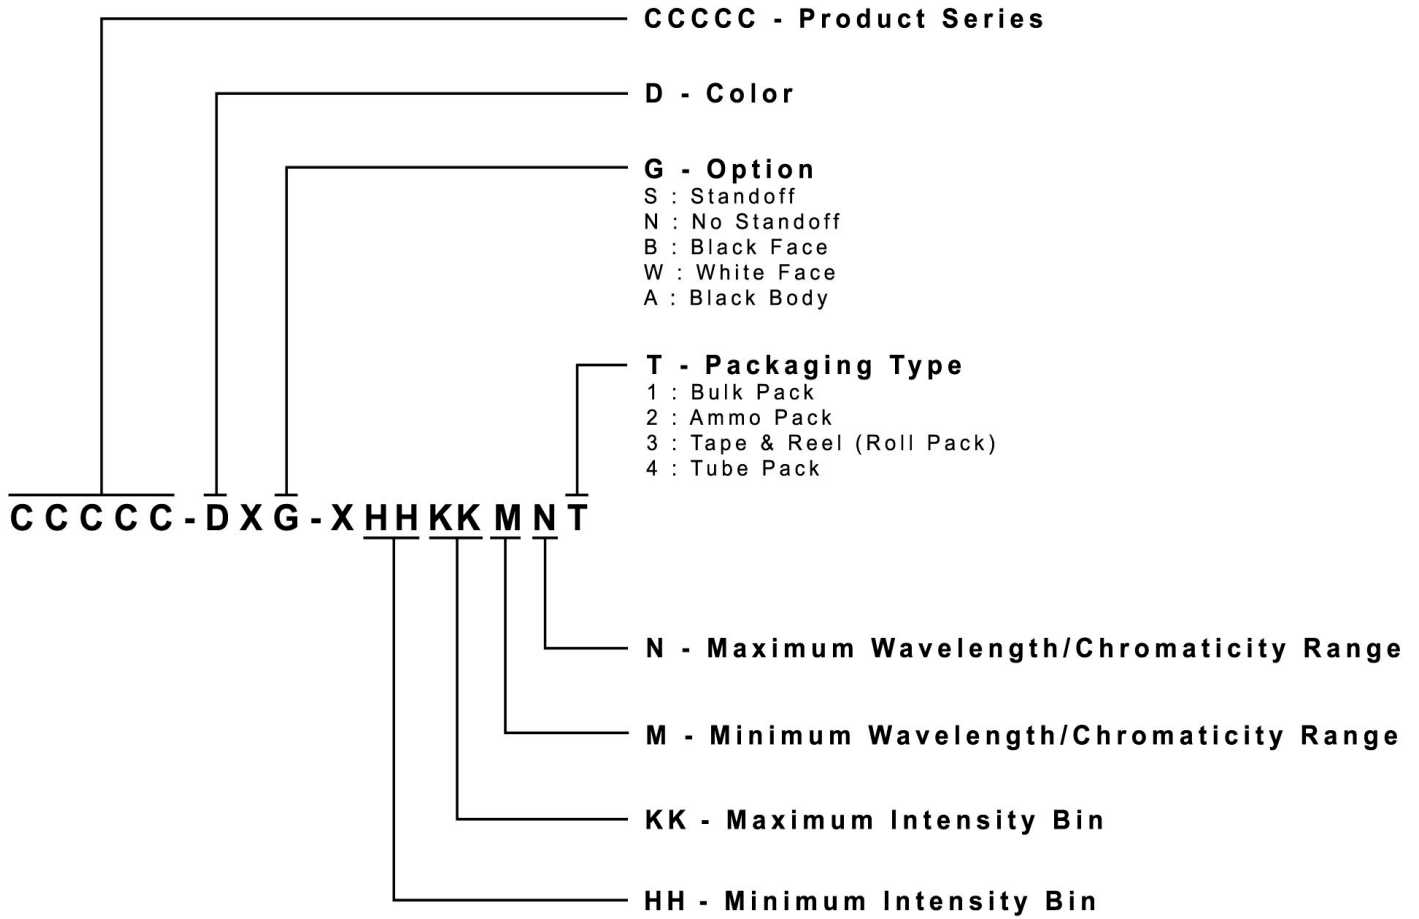 CCCCC - Product Series
D - Color
G - Option
S : Standoff
N : No Standoff
B : Black Face
W : White Face
A : Black Body
T - Packaging Type
1 : Bulk Pack
2 : Ammo Pack
3 : Tape & Reel (Roll Pack)
4 : Tube Pack
CCCCC-DXG-XHHKKMNT
N - Maximum Wavelength/Chromaticity Range
M - Minimum Wavelength/Chromaticity Range
KK - Maximum Intensity Bin
HH - Minimum Intensity Bin